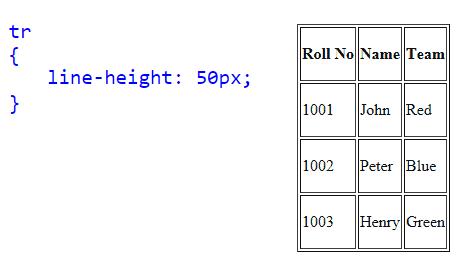 tr
{
line-height: 50px;
}
Roll No Name Team
1001 John Red
1002 Peter Blue
1003 Henry Green